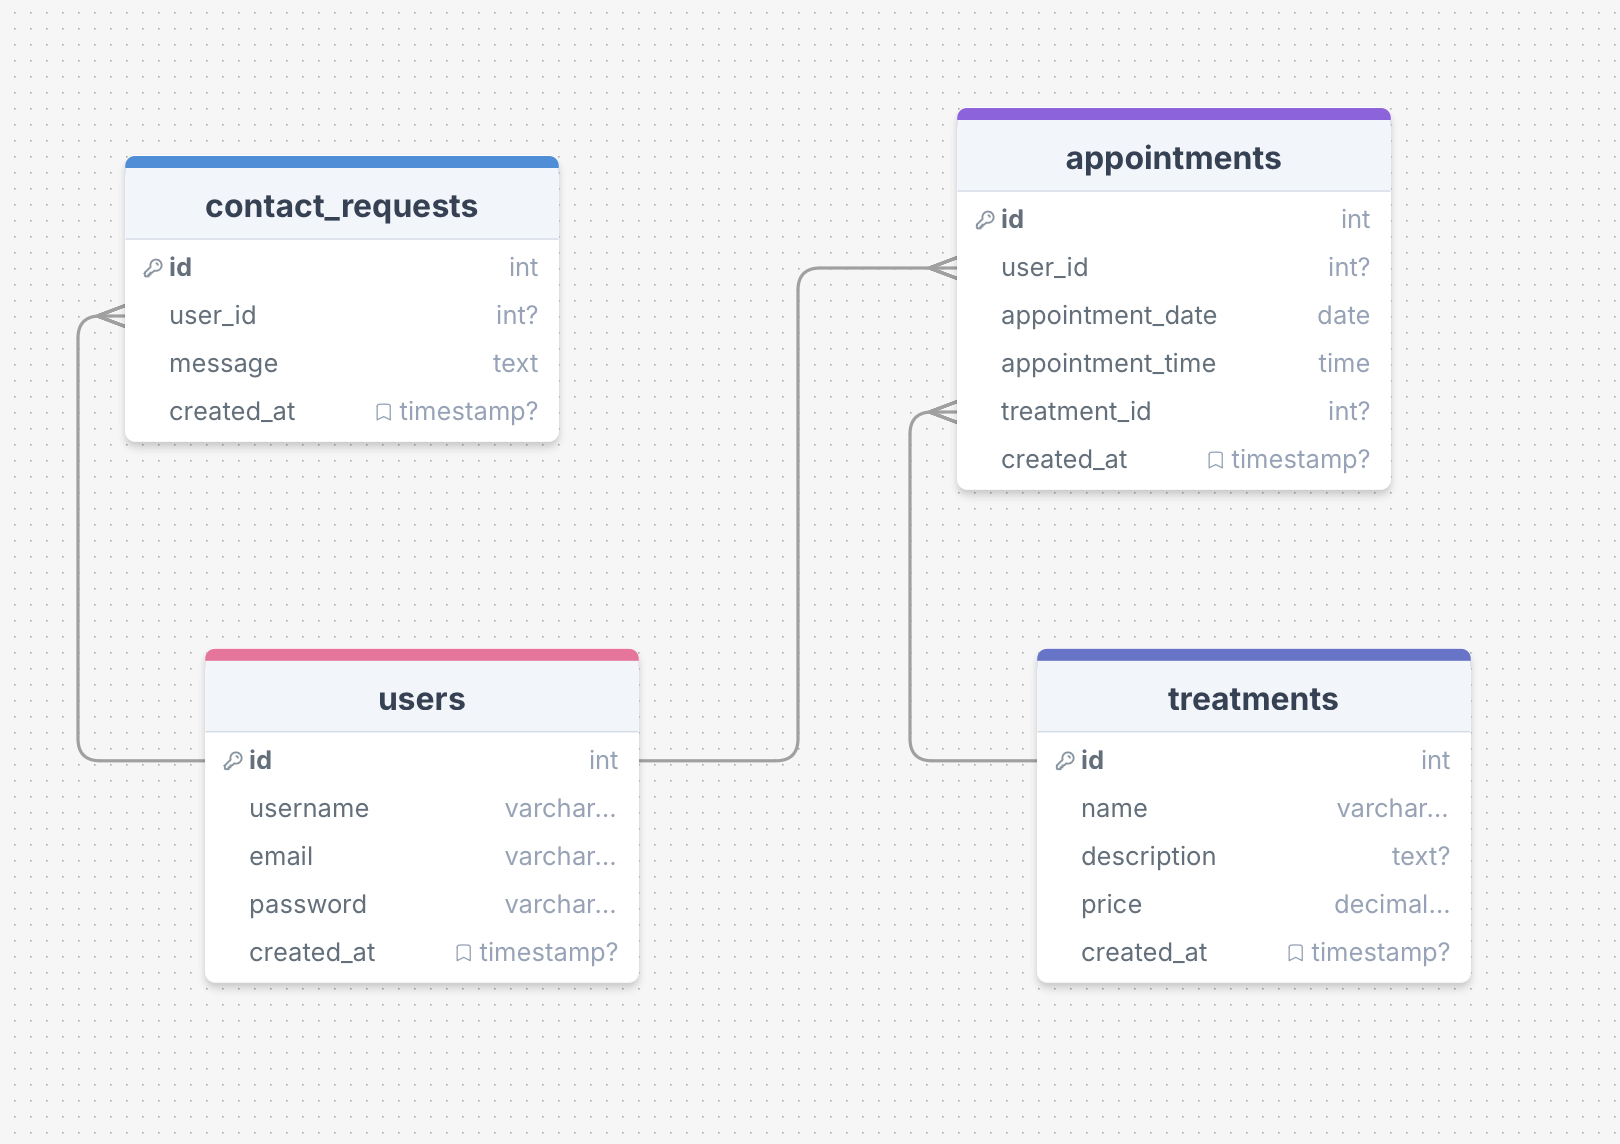 contact_requests
id int
user_id int?
message text
created_at timestamp?
appointments
id int
user_id int?
appointment_date date
appointment_time time
treatment_id int?
created_at timestamp?
users
id int
username varchar...
email varchar...
password varchar...
created_at timestamp?
treatments
id int
name varchar...
description text?
price decimal...
created_at timestamp?